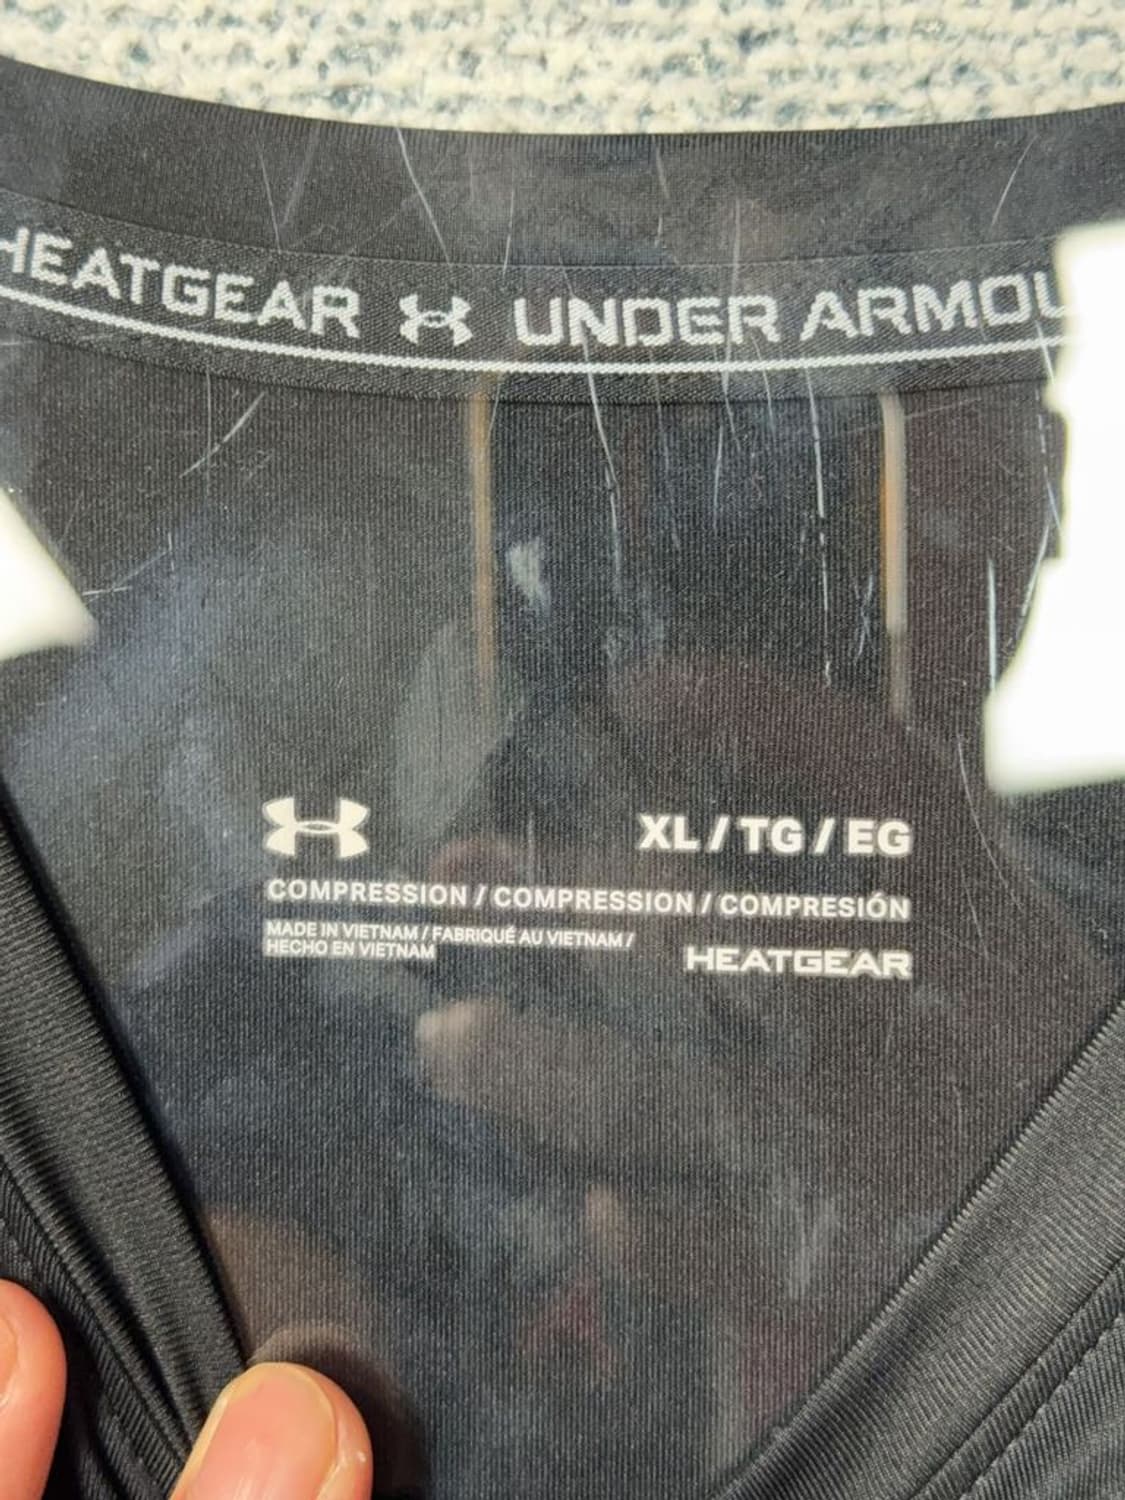 HEATGEAR UNDER ARMOU
XL / TG / EG
COMPRESSION / COMPRESSION / COMPRESIÓN
MADE IN VIETNAM / FABRIQUÉ AU VIETNAM /
HECHO EN VIETNAM
HEATGEAR